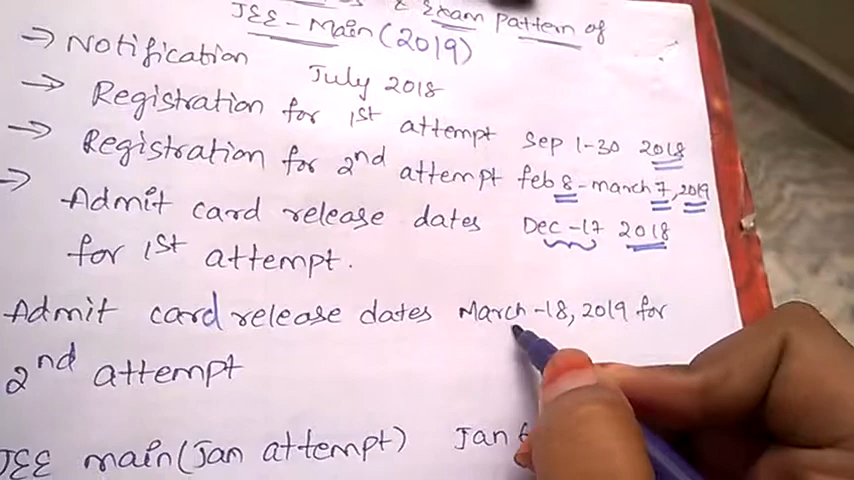 & Exam pattern of
JEE-Main (2019)
→ Notification July 2018
→ Registration for 1st attempt Sep 1-30 2018
→ Registration for 2nd attempt feb 8-march 7, 2019
→ Admit card release dates Dec-17 2018
for 1st attempt.
Admit card release dates March-18, 2019 for
2nd attempt
JEE main (Jan attempt) Jan